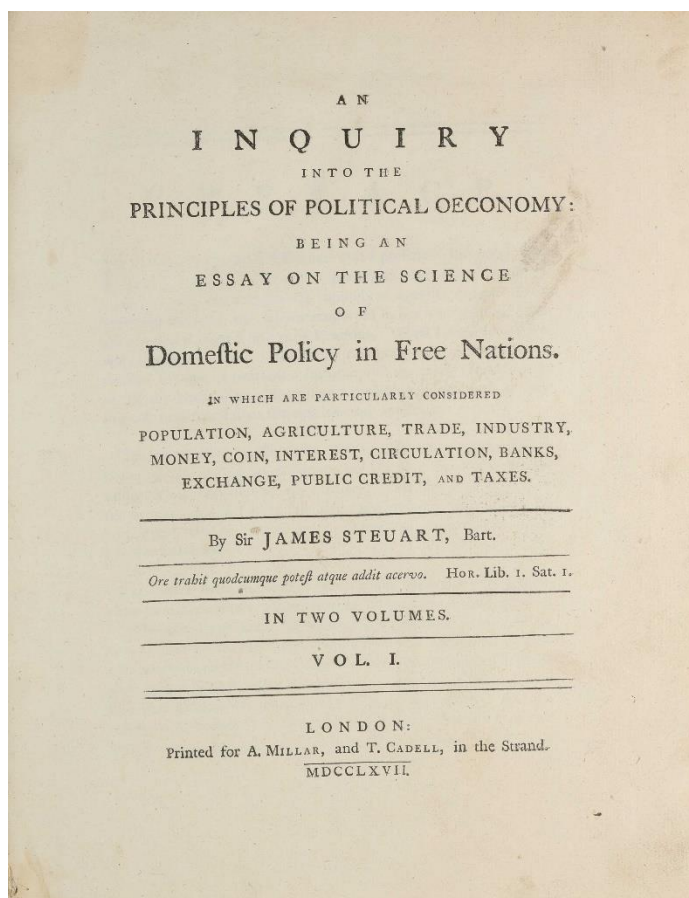 AN
INQUIRY
INTO THE
PRINCIPLES OF POLITICAL OECONOMY:
BEING AN
ESSAY ON THE SCIENCE
OF
Domeſtic Policy in Free Nations.
IN WHICH ARE PARTICULARLY CONSIDERED
POPULATION, AGRICULTURE, TRADE, INDUSTRY,
MONEY, COIN, INTEREST, CIRCULATION, BANKS,
EXCHANGE, PUBLIC CREDIT, AND TAXES.
By Sir JAMES STEUART, Bart.
Ore trahit quodcumque poteſt atque addit acervo. HOR. Lib. 1. Sat. 1.
IN TWO VOLUMES.
VOL. I.
LONDON:
Printed for A. MILLAR, and T. CADELL, in the Strand.
MDCCLXVII.